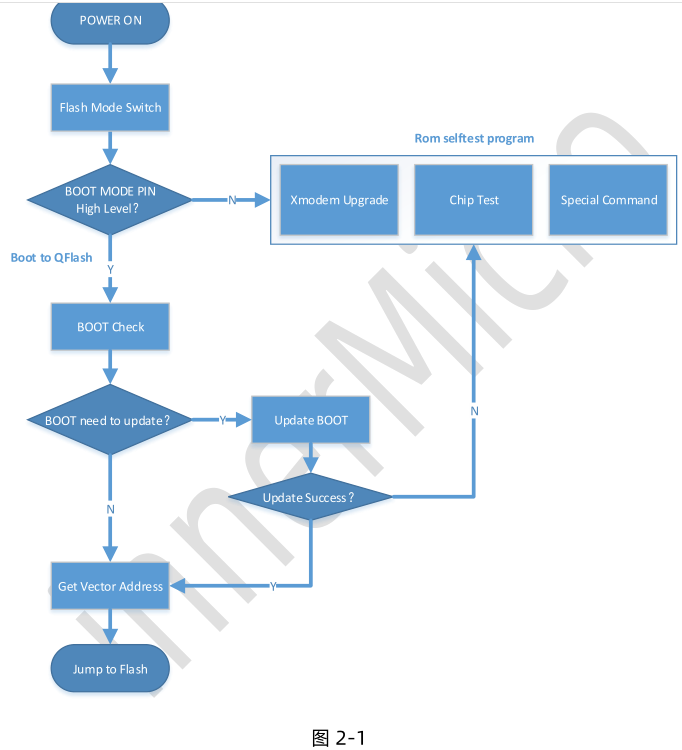 POWER ON
Flash Mode Switch
Rom selftest program
BOOT MODE PIN
High Level?
N
Xmodem Upgrade
Chip Test
Special Command
Boot to QFlash
Y
BOOT Check
BOOT need to update?
Y
Update BOOT
N
Update Success?
N
Get Vector Address
Y
Jump to Flash
图 2-1